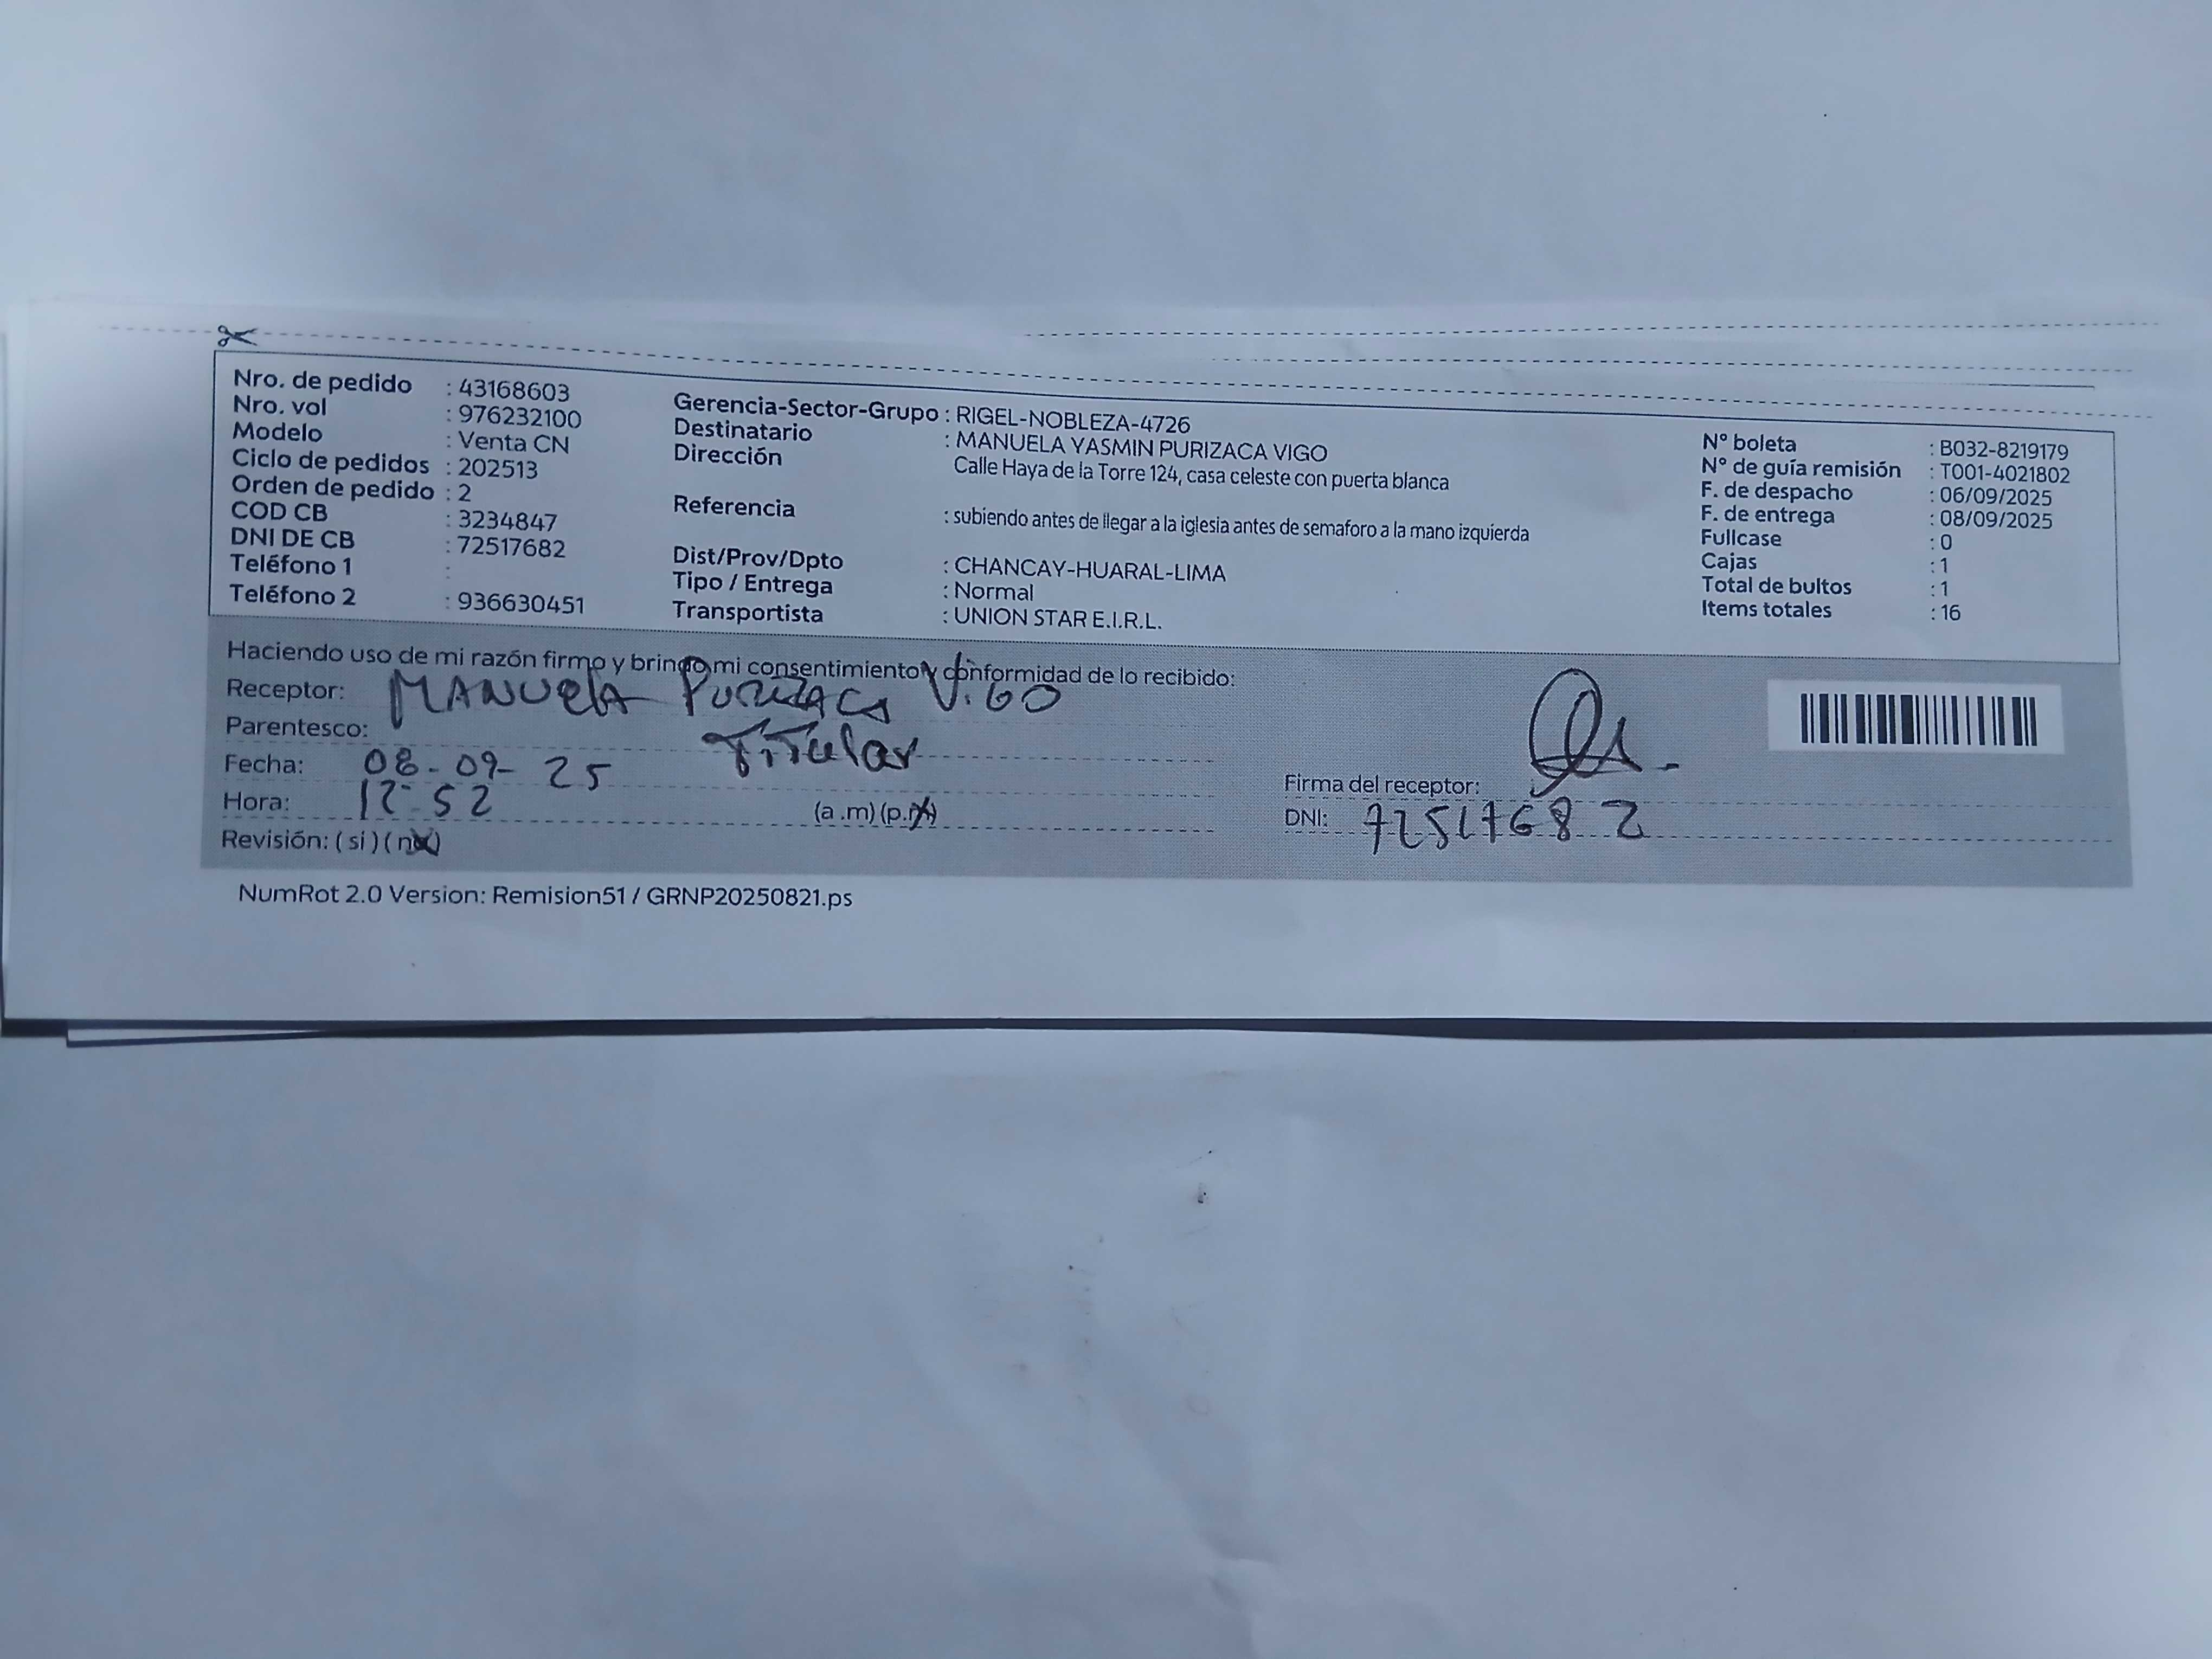 Nro. de pedido : 43168603
Nro. vol : 976232100
Modelo : Venta CN
Ciclo de pedidos : 202513
Orden de pedido : 2
COD CB : 3234847
DNI DE CB : 72517682
Teléfono 1 :
Teléfono 2 : 936630451
Gerencia-Sector-Grupo : RIGEL-NOBLEZA-4726
Destinatario : MANUELA YASMIN PURIZACA VIGO
Dirección Calle Haya de la Torre 124, casa celeste con puerta blanca
Referencia : subiendo antes de llegar a la iglesia antes de semaforo a la mano izquierda
Dist/Prov/Dpto : CHANCAY-HUARAL-LIMA
Tipo / Entrega : Normal
Transportista : UNION STAR E.I.R.L.
N° boleta : B032-8219179
N° de guía remisión : T001-4021802
F. de despacho : 06/09/2025
F. de entrega : 08/09/2025
Fullcase : 0
Cajas : 1
Total de bultos : 1
Items totales : 16
Haciendo uso de mi razón firmo y brindo mi consentimiento y conformidad de lo recibido:
Receptor: MANUELA PURIZACA VIGO
Parentesco: Titular
Fecha: 08-09-25
Hora: 12-52 (a .m) (p.m)
Revisión: ( si ) ( no )
Firma del receptor:
DNI: 72517682
NumRot 2.0 Version: Remision51 / GRNP20250821.ps